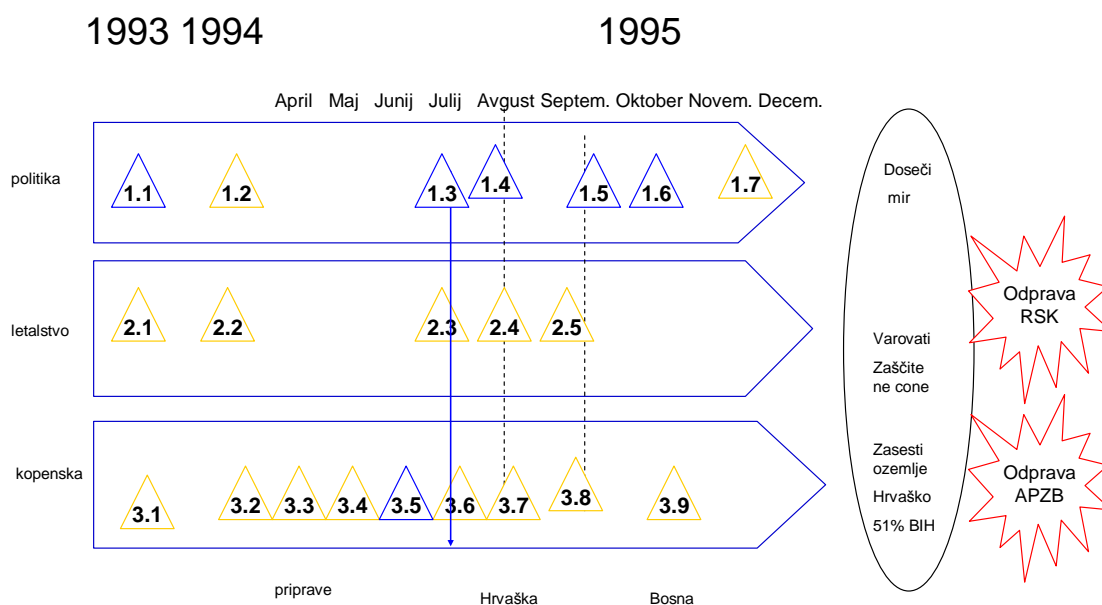 1993 1994 1995
April Maj Junij Julij Avgust Septem. Oktober Novem. Decem.
politika
1.1 1.2 1.3 1.4 1.5 1.6 1.7
letalstvo
2.1 2.2 2.3 2.4 2.5
kopenska
3.1 3.2 3.3 3.4 3.5 3.6 3.7 3.8 3.9
priprave Hrvaška Bosna
Doseči
mir
Varovati
Zaščite
ne cone
Zasesti
ozemlje
Hrvaško
51% BIH
Odprava
RSK
Odprava
APZB